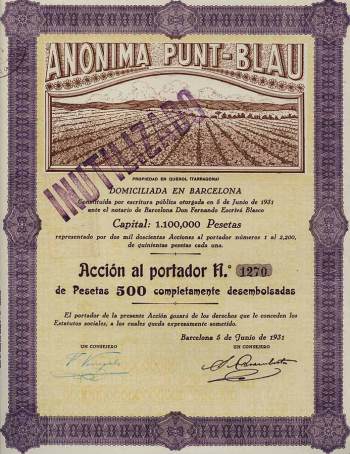 ANONIMA PUNT-BLAU
INUTILIZADO
PROPIEDAD EN QUEROL (TARRAGONA)
DOMICILIADA EN BARCELONA
Constituida por escritura pública otorgada en 5 de Junio de 1931
ante el notario de Barcelona Don Fernando Escrivá Blasco
Capital: 1.100,000 Pesetas
representado por dos mil doscientas Acciones al portador números 1 al 2,200,
de quinientas pesetas cada una.
Acción al portador N.º 1270
de Pesetas 500 completamente desembolsadas
El portador de la presente Acción gozará de los derechos que le conceden los
Estatutos sociales, a los cuales queda expresamente sometido.
Barcelona 5 de Junio de 1931
UN CONSEJERO UN CONSEJERO